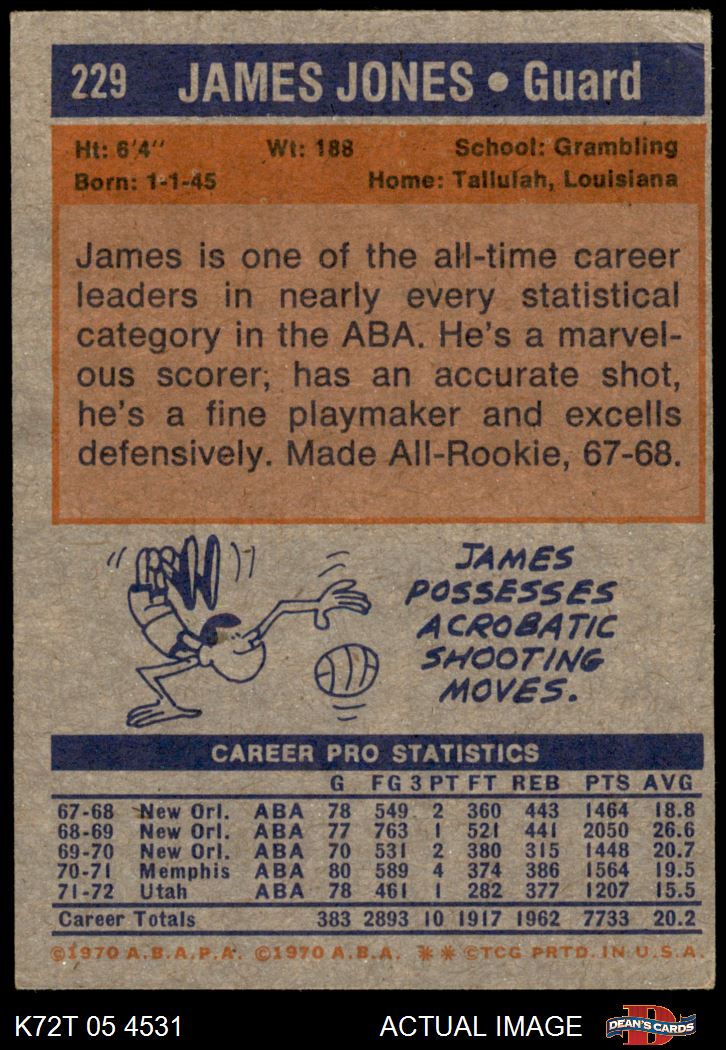 229 JAMES JONES • Guard
Ht: 6'4" Wt: 188 School: Grambling
Born: 1-1-45 Home: Tallulah, Louisiana
James is one of the all-time career
leaders in nearly every statistical
category in the ABA. He's a marvel-
ous scorer; has an accurate shot,
he's a fine playmaker and excells
defensively. Made All-Rookie, 67-68.
JAMES
POSSESSES
ACROBATIC
SHOOTING
MOVES.
CAREER PRO STATISTICS
G FG 3 PT FT REB PTS AVG
67-68 New Orl. ABA 78 549 2 360 443 1464 18.8
68-69 New Orl. ABA 77 763 1 521 441 2050 26.6
69-70 New Orl. ABA 70 531 2 380 315 1448 20.7
70-71 Memphis ABA 80 589 4 374 386 1564 19.5
71-72 Utah ABA 78 461 1 282 377 1207 15.5
Career Totals 383 2893 10 1917 1962 7733 20.2
©1970 A.B.A.P.A. ©1970 A.B.A. ** ©TCG PRTD. IN U.S.A.
K72T 05 4531 ACTUAL IMAGE DEAN'S CARDS